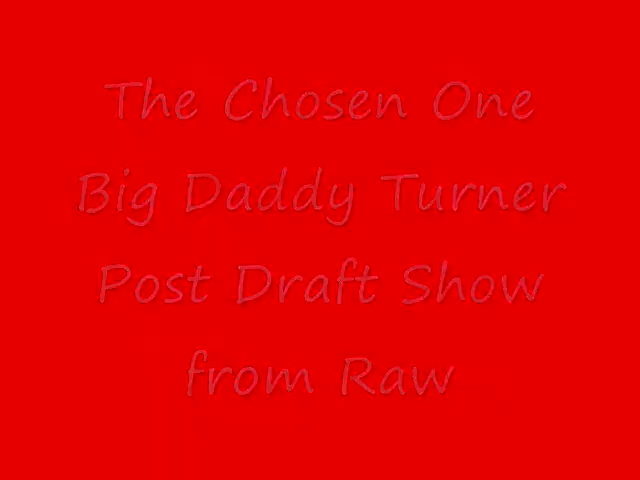 The Chosen One
Big Daddy Turner
Post Draft Show
from Raw